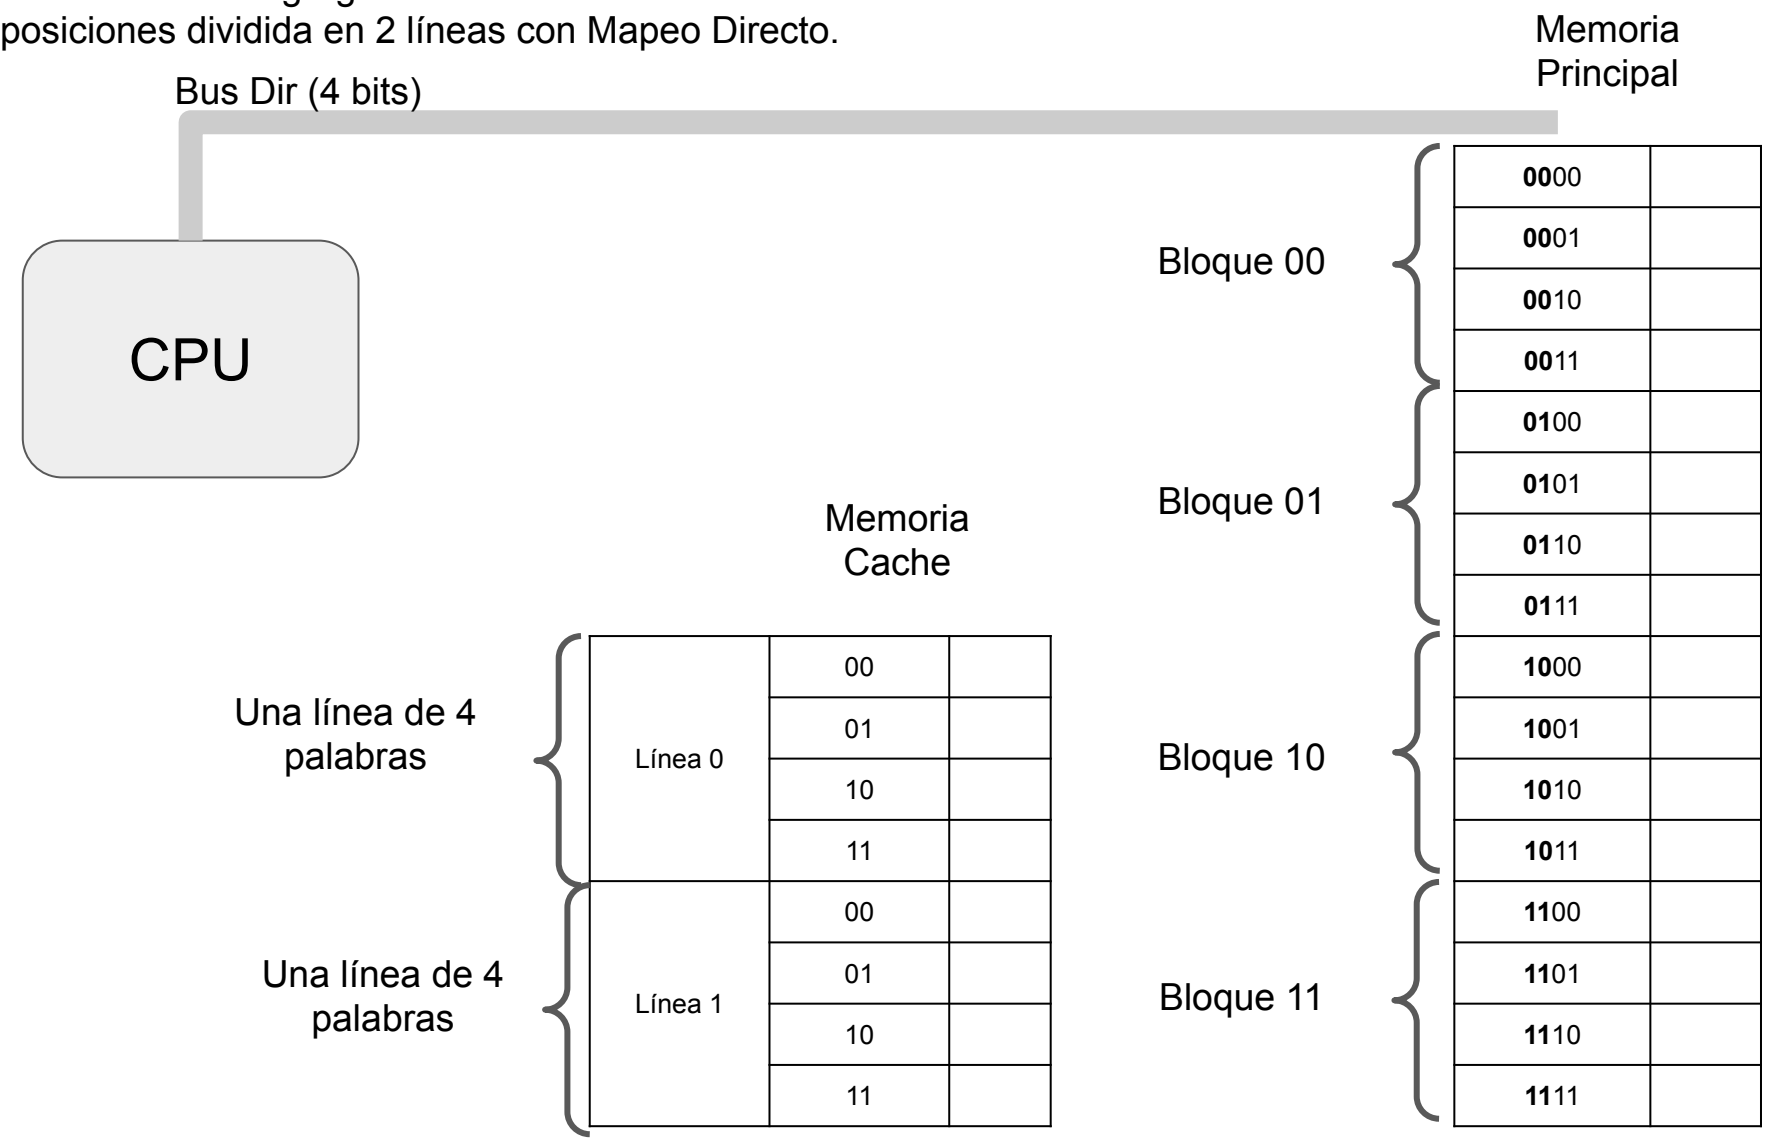 posiciones dividida en 2 líneas con Mapeo Directo.
Memoria
Principal
Bus Dir (4 bits)
CPU
Bloque 00
0000
0001
0010
0011
Bloque 01
0100
0101
0110
0111
Bloque 10
1000
1001
1010
1011
Bloque 11
1100
1101
1110
1111
Memoria
Cache
Una línea de 4
palabras
Línea 0
00
01
10
11
Una línea de 4
palabras
Línea 1
00
01
10
11